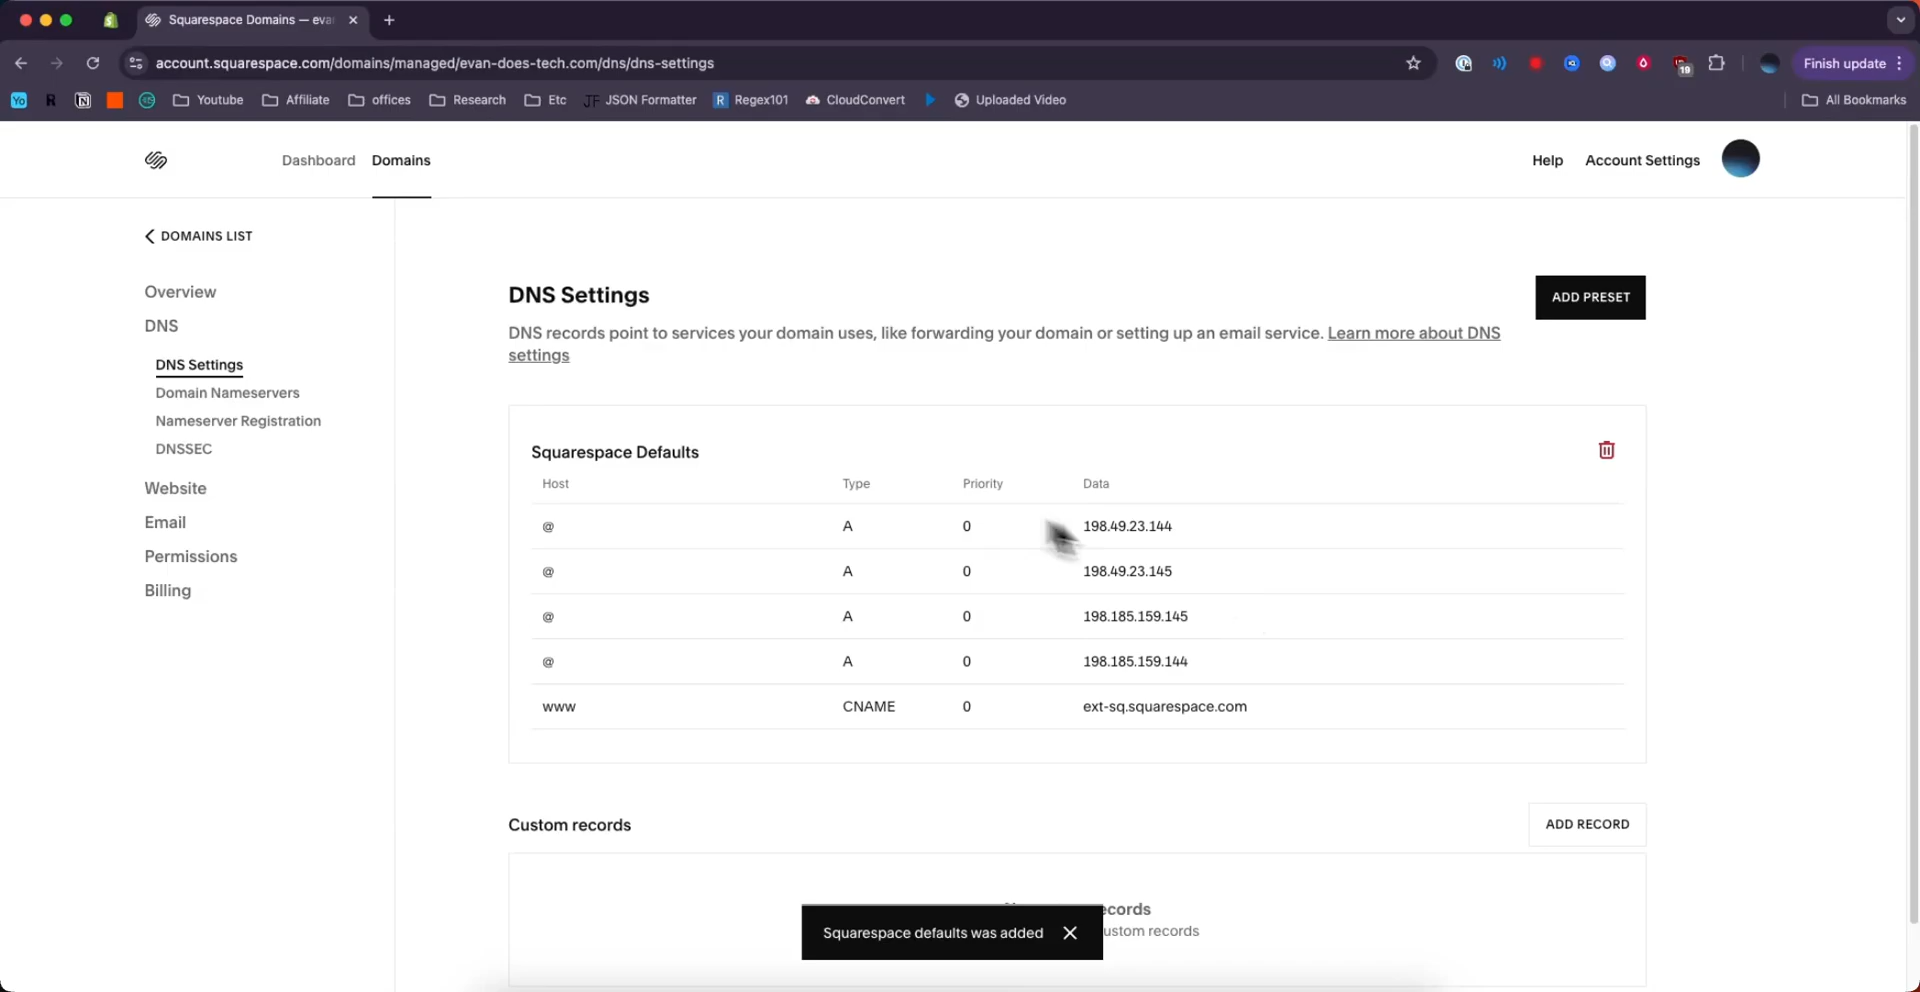 Squarespace Domains — eva
account.squarespace.com/domains/managed/evan-does-tech.com/dns/dns-settings
19
Finish update
Yo
R
Youtube
Affiliate
offices
Research
Etc
JF JSON Formatter
R Regex101
CloudConvert
Uploaded Video
All Bookmarks
Dashboard
Domains
Help
Account Settings
DOMAINS LIST
Overview
DNS
DNS Settings
Domain Nameservers
Nameserver Registration
DNSSEC
Website
Email
Permissions
Billing
DNS Settings
ADD PRESET
DNS records point to services your domain uses, like forwarding your domain or setting up an email service. Learn more about DNS
settings
Squarespace Defaults
Host Type Priority Data
@ A 0 198.49.23.144
@ A 0 198.49.23.145
@ A 0 198.185.159.145
@ A 0 198.185.159.144
www CNAME 0 ext-sq.squarespace.com
Custom records
ADD RECORD
ecords
ustom records
Squarespace defaults was added